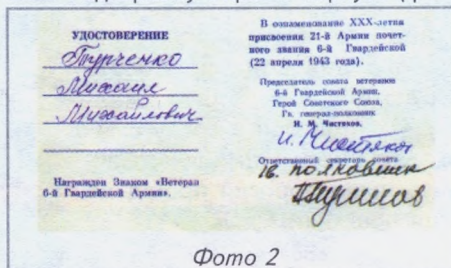 УДОСТОВЕРЕНИЕ
Турченко
Михаил
Михайлович
Награжден Знаком «Ветеран
6-й Гвардейской Армии».
В ознаменование XXX-летия
присвоения 21-й Армии почет-
ного звания 6-й Гвардейской
(22 апреля 1943 года).
Председатель совета ветеранов
6-й Гвардейской Армии,
Герой Советского Союза,
Гв. генерал-полковник
И. М. Чистяков.
И. Чистяков
Ответственный секретарь совета
полковник
Фото 2